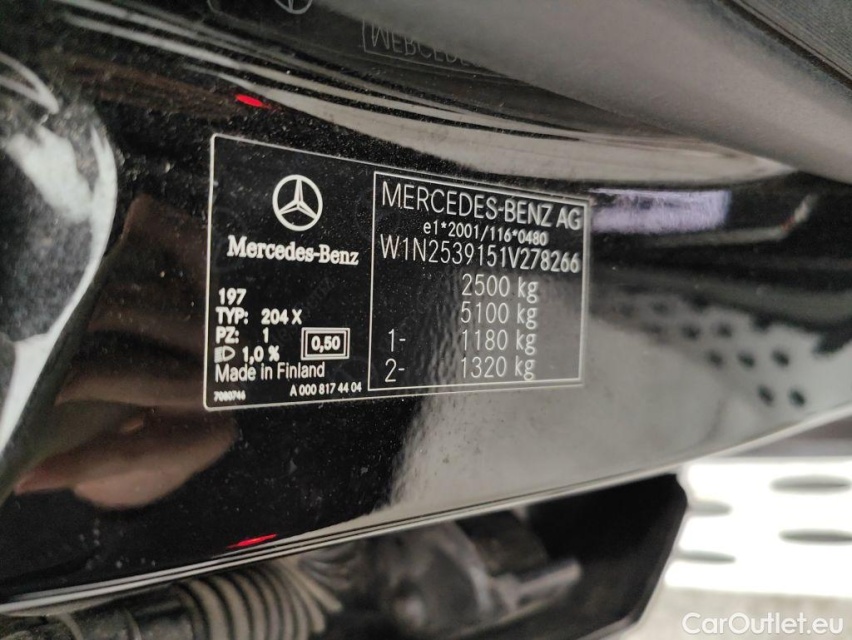 Mercedes-Benz
197
TYP: 204 X
PZ: 1
1,0 %
0,50
Made in Finland
7080746
A 000 817 44 04
MERCEDES-BENZ AG
e1*2001/116*0480
W1N2539151V278266
2500 kg
5100 kg
1- 1180 kg
2- 1320 kg
CarOutlet.eu